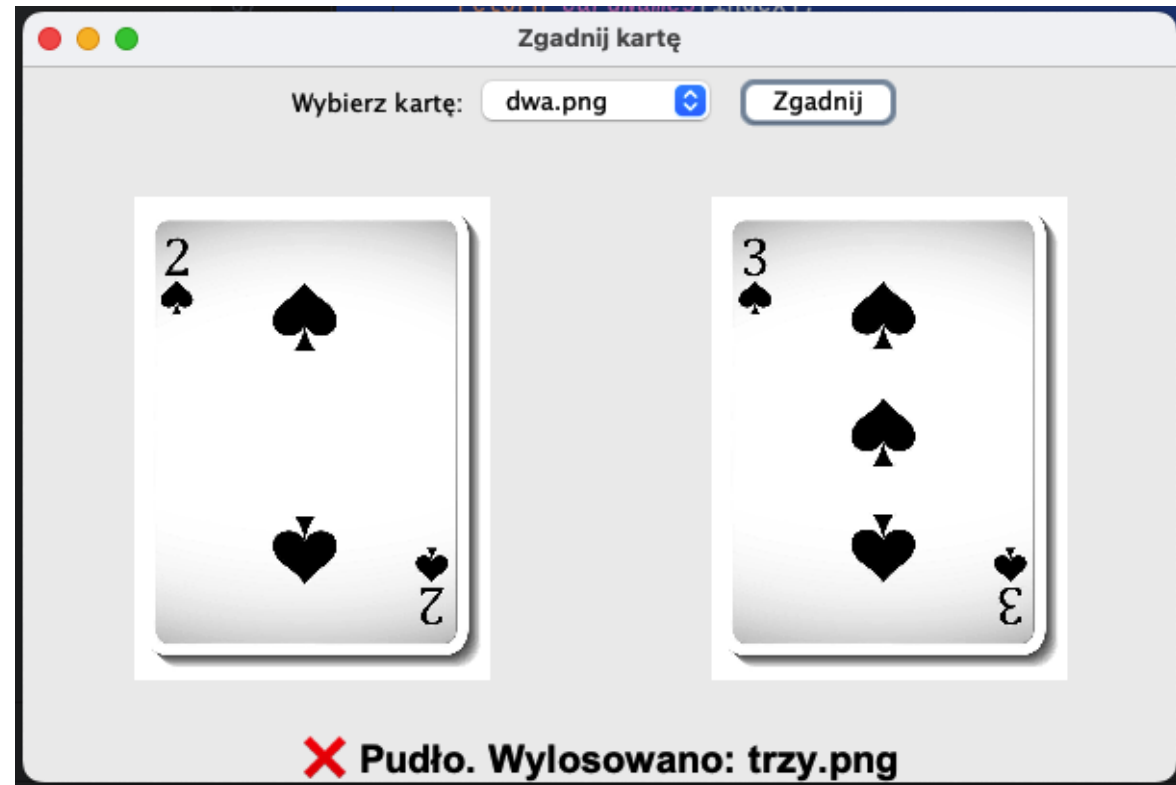 Zgadnij kartę
Wybierz kartę: dwa.png Zgadnij
2 3
2 3
❌ Pudło. Wylosowano: trzy.png